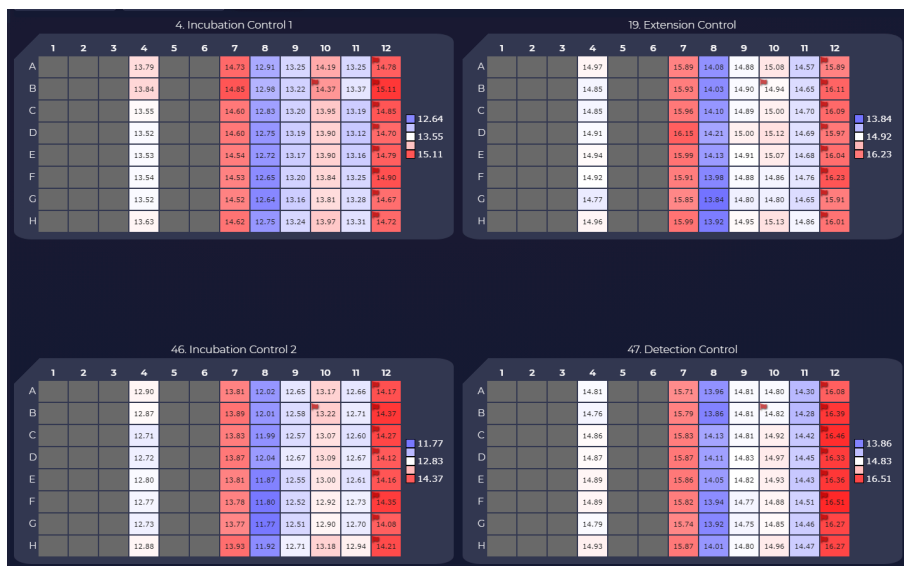 4. Incubation Control 1
1 2 3 4 5 6 7 8 9 10 11 12
A 13.79 14.73 12.91 13.25 14.19 13.25 14.78
B 13.84 14.85 12.98 13.22 14.37 13.37 15.11
C 13.55 14.60 12.83 13.20 13.95 13.19 14.85
D 13.52 14.60 12.75 13.19 13.90 13.12 14.70
E 13.53 14.54 12.72 13.17 13.90 13.16 14.79
F 13.54 14.53 12.65 13.20 13.84 13.25 14.90
G 13.52 14.52 12.64 13.16 13.81 13.28 14.67
H 13.63 14.62 12.75 13.24 13.97 13.31 14.72
12.64
13.55
15.11
19. Extension Control
1 2 3 4 5 6 7 8 9 10 11 12
A 14.97 15.89 14.08 14.88 15.08 14.57 15.89
B 14.85 15.93 14.03 14.90 14.94 14.65 16.11
C 14.85 15.96 14.10 14.89 15.00 14.70 16.09
D 14.91 16.15 14.21 15.00 15.12 14.69 15.97
E 14.94 15.99 14.13 14.91 15.07 14.68 16.04
F 14.92 15.91 13.98 14.88 14.86 14.76 16.23
G 14.77 15.85 13.84 14.80 14.80 14.65 15.91
H 14.96 15.99 13.92 14.95 15.13 14.86 16.01
13.84
14.92
16.23
46. Incubation Control 2
1 2 3 4 5 6 7 8 9 10 11 12
A 12.90 13.81 12.02 12.65 13.17 12.66 14.17
B 12.87 13.89 12.01 12.58 13.22 12.71 14.37
C 12.71 13.83 11.99 12.57 13.07 12.60 14.27
D 12.72 13.87 12.04 12.67 13.09 12.67 14.12
E 12.80 13.81 11.87 12.55 13.00 12.61 14.16
F 12.77 13.78 11.80 12.52 12.92 12.73 14.35
G 12.73 13.77 11.77 12.51 12.90 12.70 14.08
H 12.88 13.93 11.92 12.71 13.18 12.94 14.21
11.77
12.83
14.37
47. Detection Control
1 2 3 4 5 6 7 8 9 10 11 12
A 14.81 15.71 13.96 14.81 14.80 14.30 16.08
B 14.76 15.79 13.86 14.81 14.82 14.28 16.39
C 14.86 15.83 14.13 14.81 14.92 14.42 16.46
D 14.87 15.87 14.11 14.83 14.97 14.45 16.33
E 14.89 15.86 14.05 14.82 14.93 14.43 16.36
F 14.89 15.82 13.94 14.77 14.88 14.51 16.51
G 14.79 15.74 13.92 14.75 14.85 14.46 16.27
H 14.93 15.87 14.01 14.80 14.96 14.47 16.27
13.86
14.83
16.51